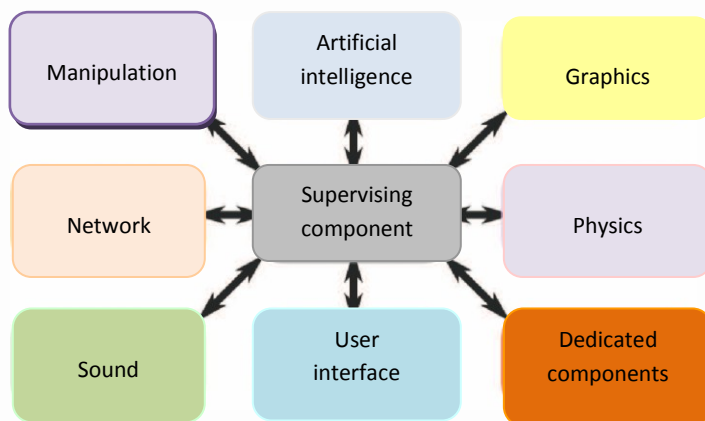 Manipulation
Artificial
intelligence
Graphics
Network
Supervising
component
Physics
Sound
User
interface
Dedicated
components